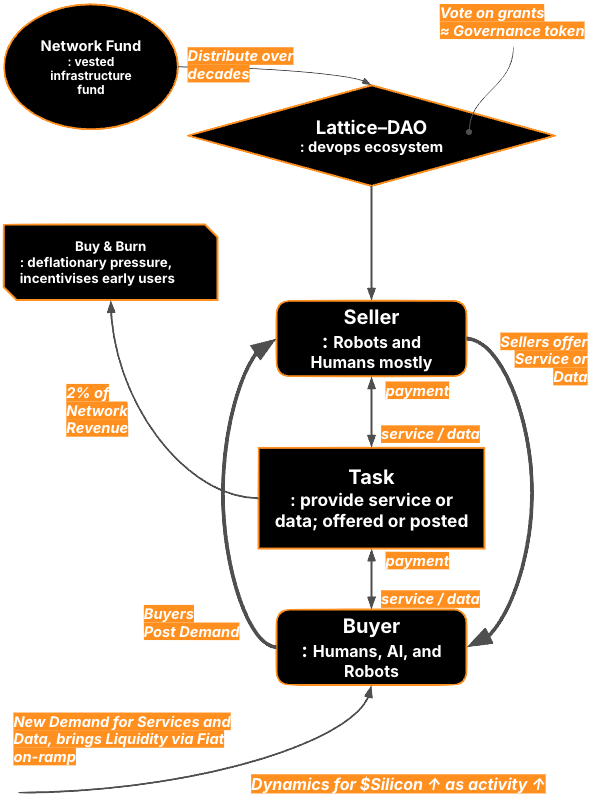 Vote on grants
≈ Governance token
Network Fund
: vested
infrastructure
fund
Distribute over
decades
Lattice–DAO
: devops ecosystem
Buy & Burn
: deflationary pressure,
incentivises early users
Seller
: Robots and
Humans mostly
Sellers offer
Service or
Data
2% of
Network
Revenue
payment
service / data
Task
: provide service or
data; offered or posted
payment
service / data
Buyers
Post Demand
Buyer
: Humans, AI, and
Robots
New Demand for Services and
Data, brings Liquidity via Fiat
on-ramp
Dynamics for $Silicon ↑ as activity ↑